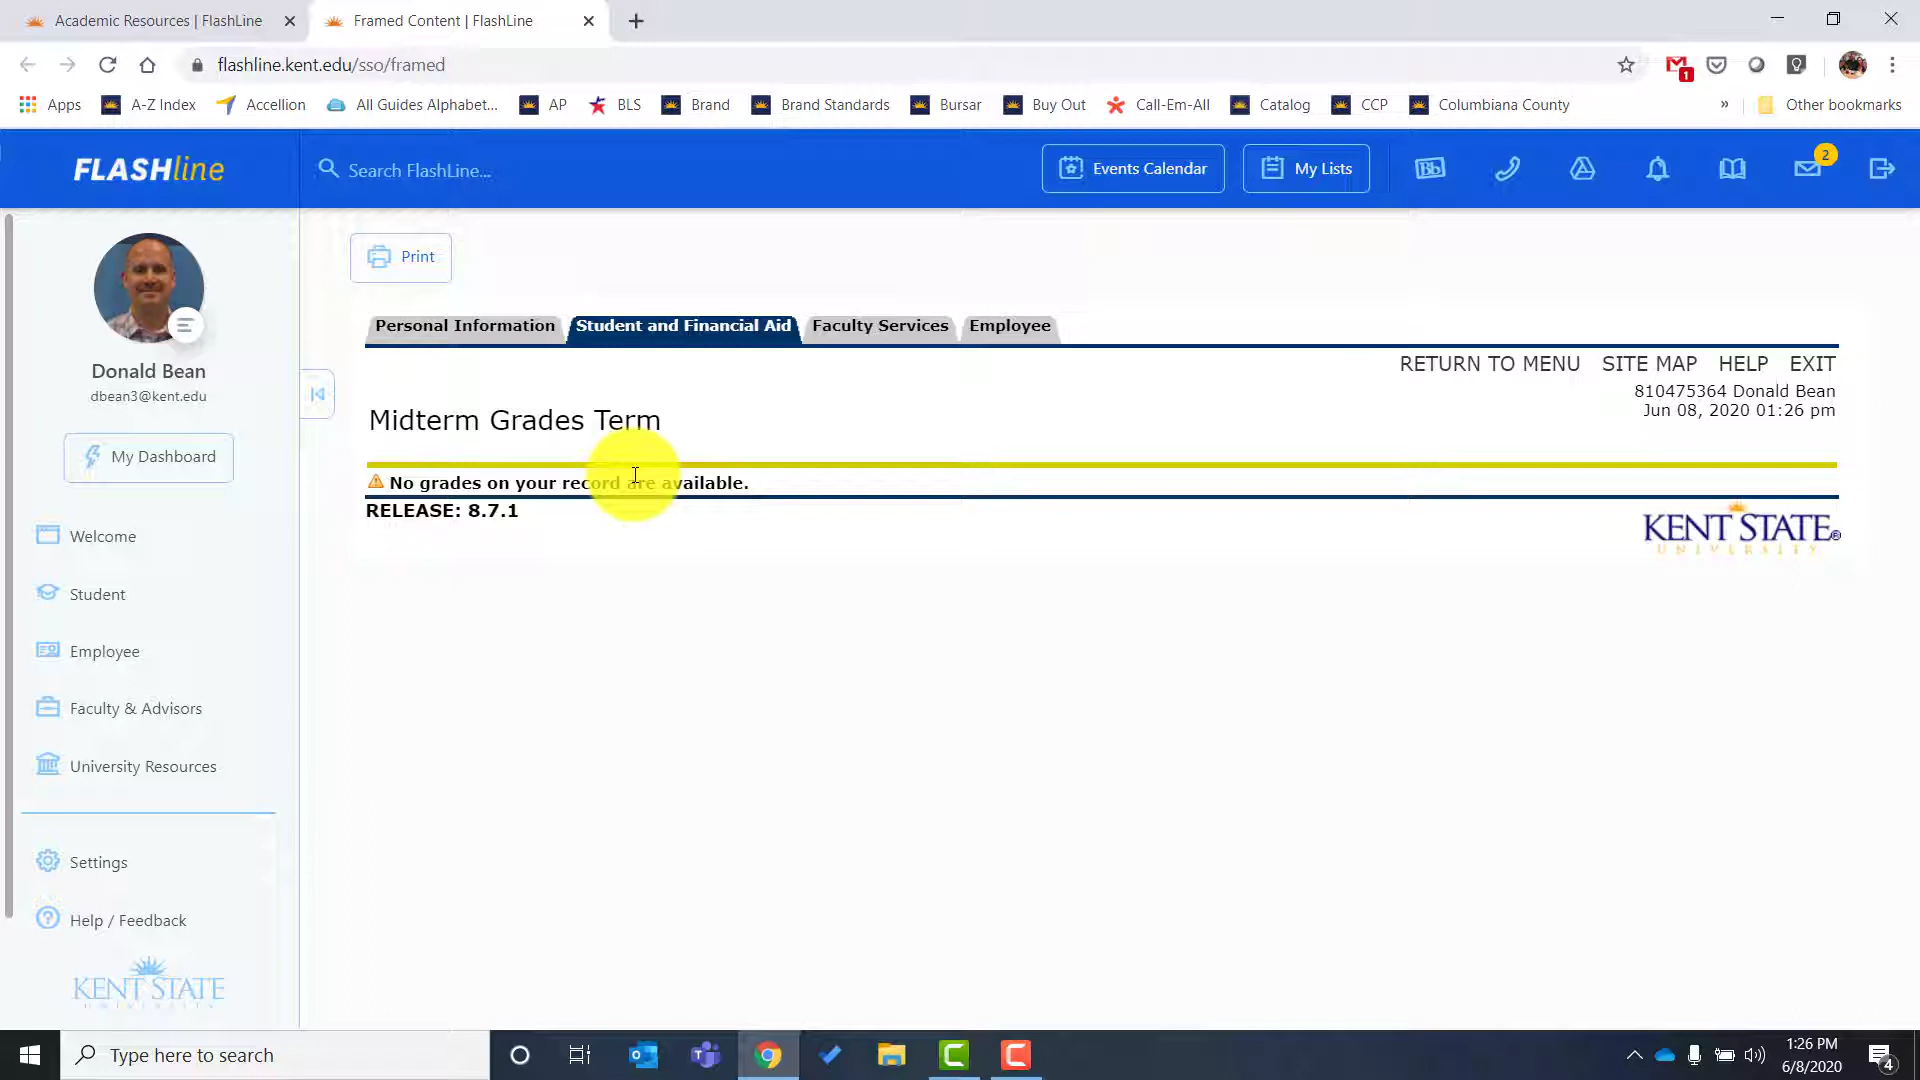 Academic Resources | FlashLine
Framed Content | FlashLine
flashline.kent.edu/sso/framed
1
Apps
A-Z Index
Accellion
All Guides Alphabet...
AP
BLS
Brand
Brand Standards
Bursar
Buy Out
Call-Em-All
Catalog
CCP
Columbiana County
»
Other bookmarks
FLASHline
Search FlashLine...
Events Calendar
My Lists
Bb
2
Print
Donald Bean
dbean3@kent.edu
My Dashboard
Welcome
Student
Employee
Faculty & Advisors
University Resources
Settings
Help / Feedback
KENT STATE
UNIVERSITY
Personal Information
Student and Financial Aid
Faculty Services
Employee
RETURN TO MENU SITE MAP HELP EXIT
810475364 Donald Bean
Jun 08, 2020 01:26 pm
Midterm Grades Term
No grades on your record are available.
RELEASE: 8.7.1
KENT STATE®
UNIVERSITY
Type here to search
1:26 PM
6/8/2020
4